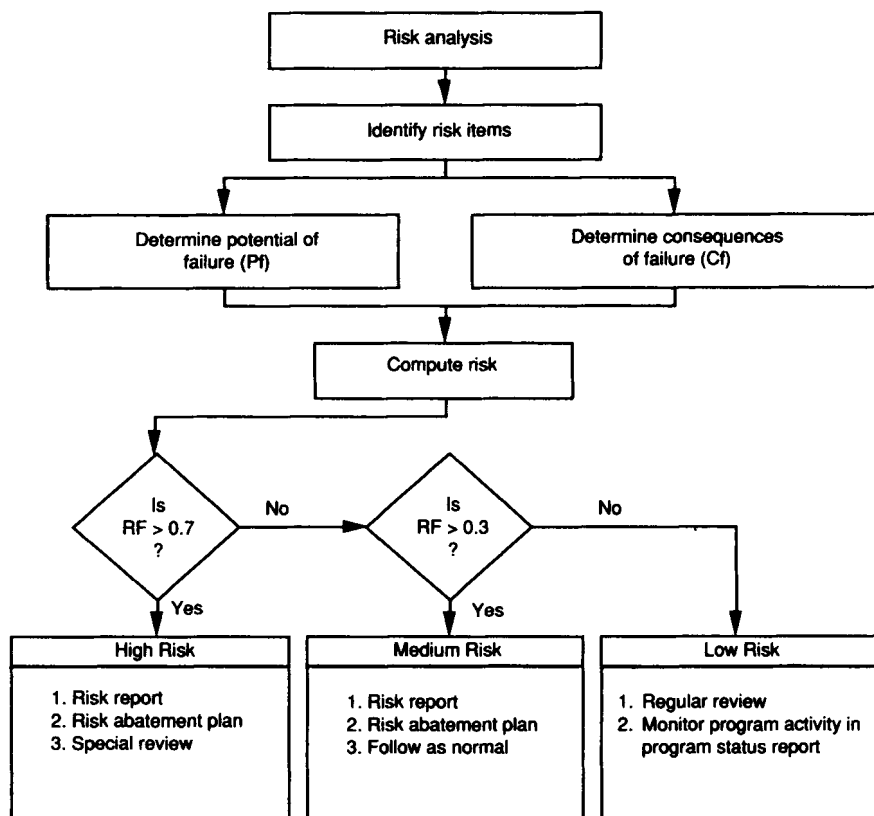 Risk analysis
Identify risk items
Determine potential of
failure (Pf)
Determine consequences
of failure (Cf)
Compute risk
Is
RF > 0.7
?
No
Is
RF > 0.3
?
No
Yes
Yes
High Risk
1. Risk report
2. Risk abatement plan
3. Special review
Medium Risk
1. Risk report
2. Risk abatement plan
3. Follow as normal
Low Risk
1. Regular review
2. Monitor program activity in
program status report